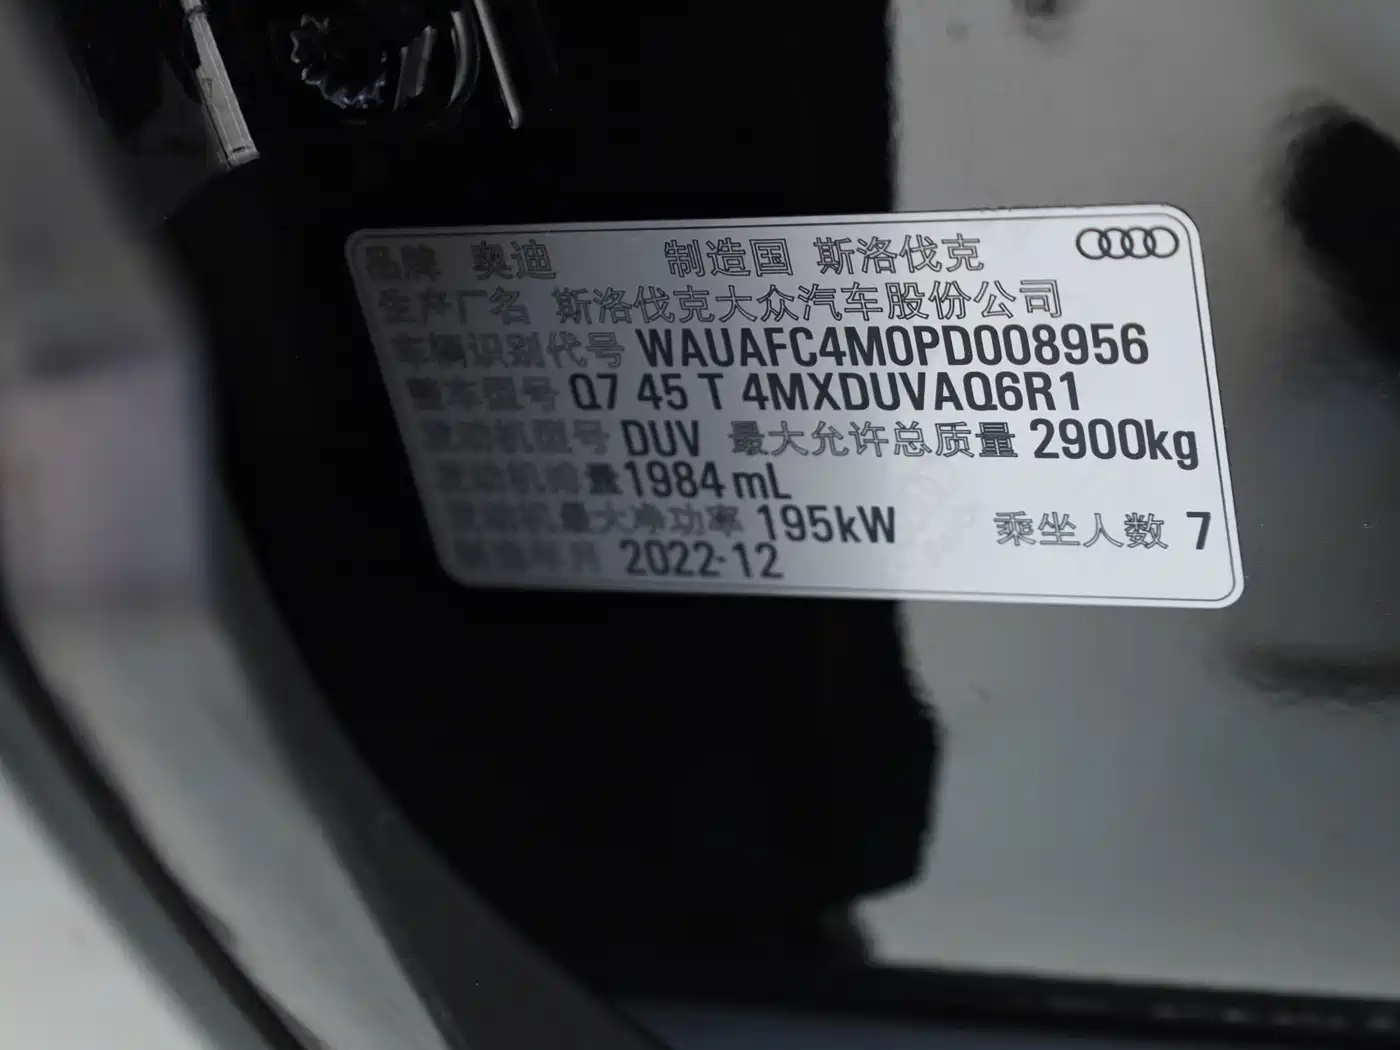 品牌 奥迪 制造国 斯洛伐克
生产厂名 斯洛伐克大众汽车股份公司
车辆识别代号 WAUAFC4M0PD008956
整车型号 Q7 45 T 4MXDUVAQ6R1
发动机型号 DUV 最大允许总质量 2900kg
发动机排量 1984 mL
发动机最大净功率 195kW 乘坐人数 7
制造年月 2022-12